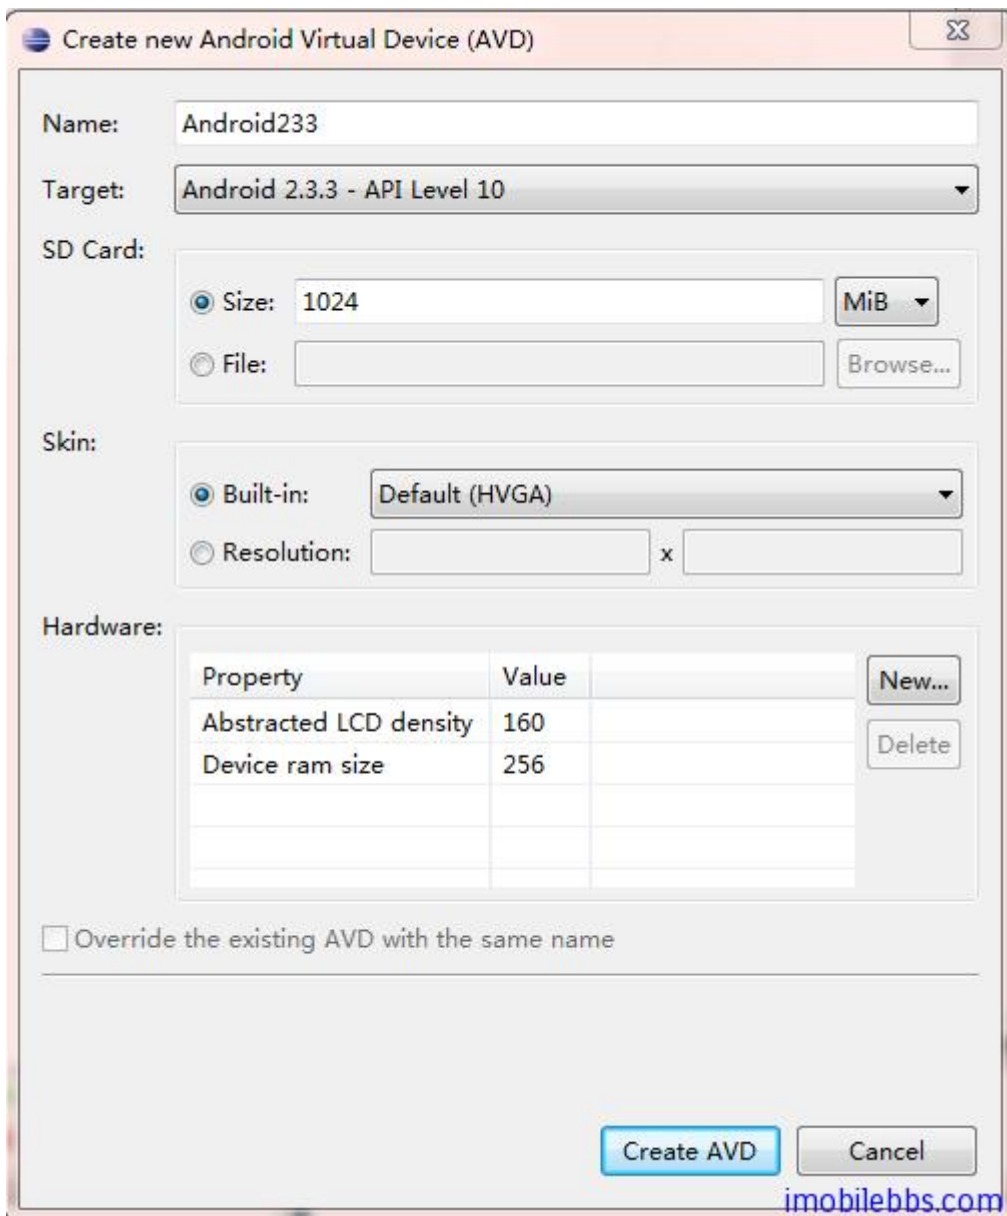 Create new Android Virtual Device (AVD)
Name: Android233
Target: Android 2.3.3 - API Level 10
SD Card:
Size: 1024 MiB
File: Browse...
Skin:
Built-in: Default (HVGA)
Resolution: x
Hardware:
Property Value New...
Abstracted LCD density 160
Delete
Device ram size 256
Override the existing AVD with the same name
Create AVD Cancel
imobilebbs.com